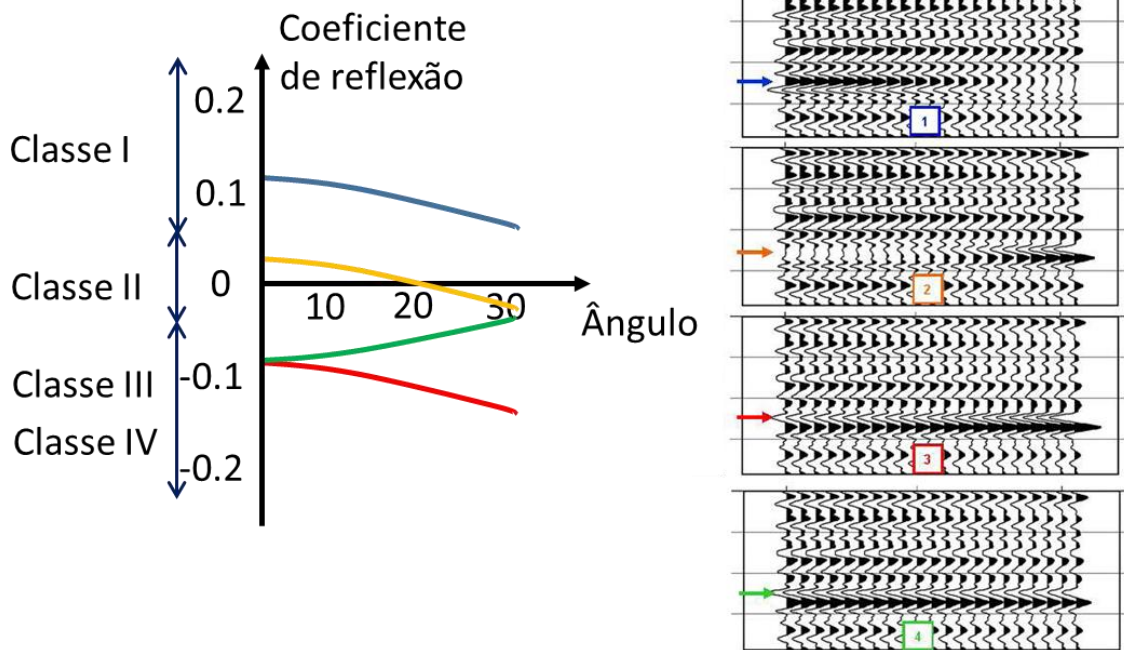 Coeficiente
de reflexão
0.2
Classe I
0.1
Classe II
0
10
20
30
Ângulo
Classe III
-0.1
Classe IV
-0.2
1
2
3
4